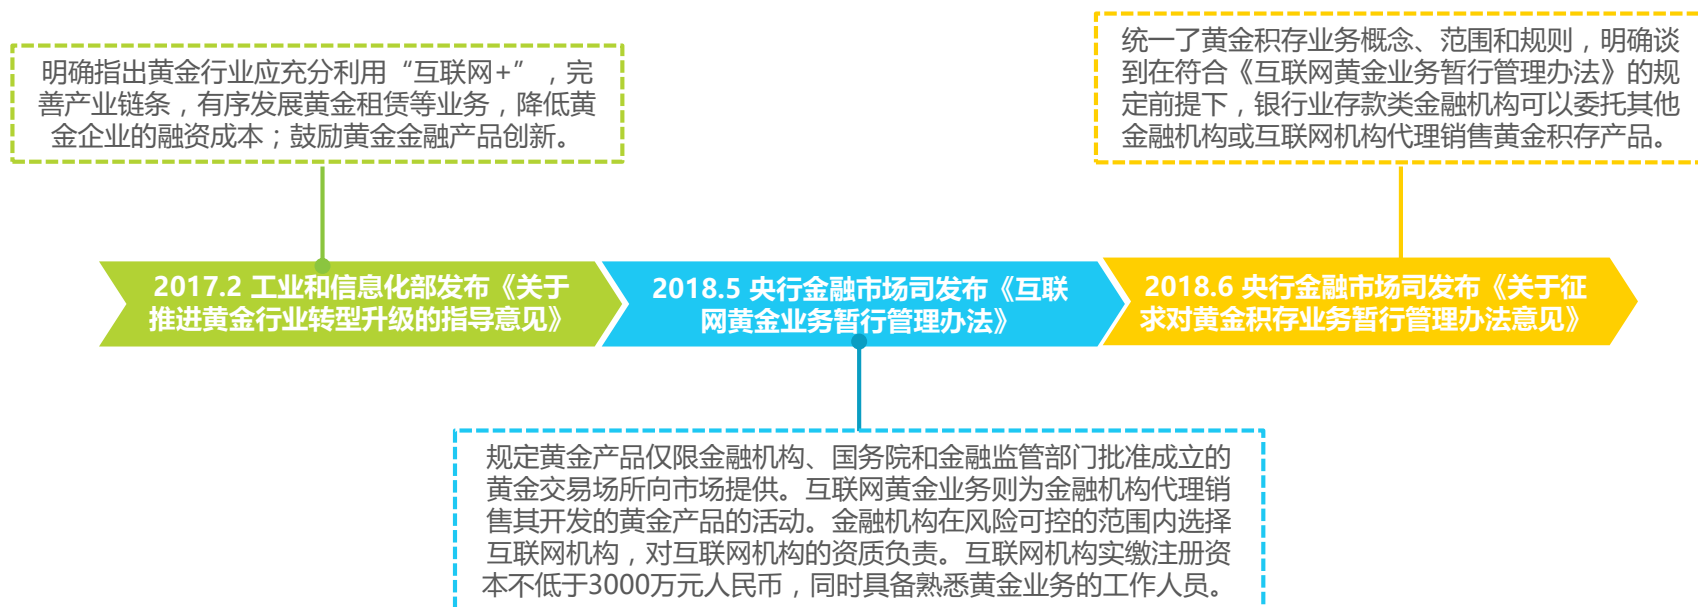 明确指出黄金行业应充分利用“互联网+”，完
善产业链条，有序发展黄金租赁等业务，降低黄
金企业的融资成本；鼓励黄金金融产品创新。
统一了黄金积存业务概念、范围和规则，明确谈
到在符合《互联网黄金业务暂行管理办法》的规
定前提下，银行业存款类金融机构可以委托其他
金融机构或互联网机构代理销售黄金积存产品。
2017.2 工业和信息化部发布《关于
推进黄金行业转型升级的指导意见》
2018.5 央行金融市场司发布《互联
网黄金业务暂行管理办法》
2018.6 央行金融市场司发布《关于征
求对黄金积存业务暂行管理办法意见》
规定黄金产品仅限金融机构、国务院和金融监管部门批准成立的
黄金交易场所向市场提供。互联网黄金业务则为金融机构代理销
售其开发的黄金产品的活动。金融机构在风险可控的范围内选择
互联网机构，对互联网机构的资质负责。互联网机构实缴注册资
本不低于3000万元人民币，同时具备熟悉黄金业务的工作人员。